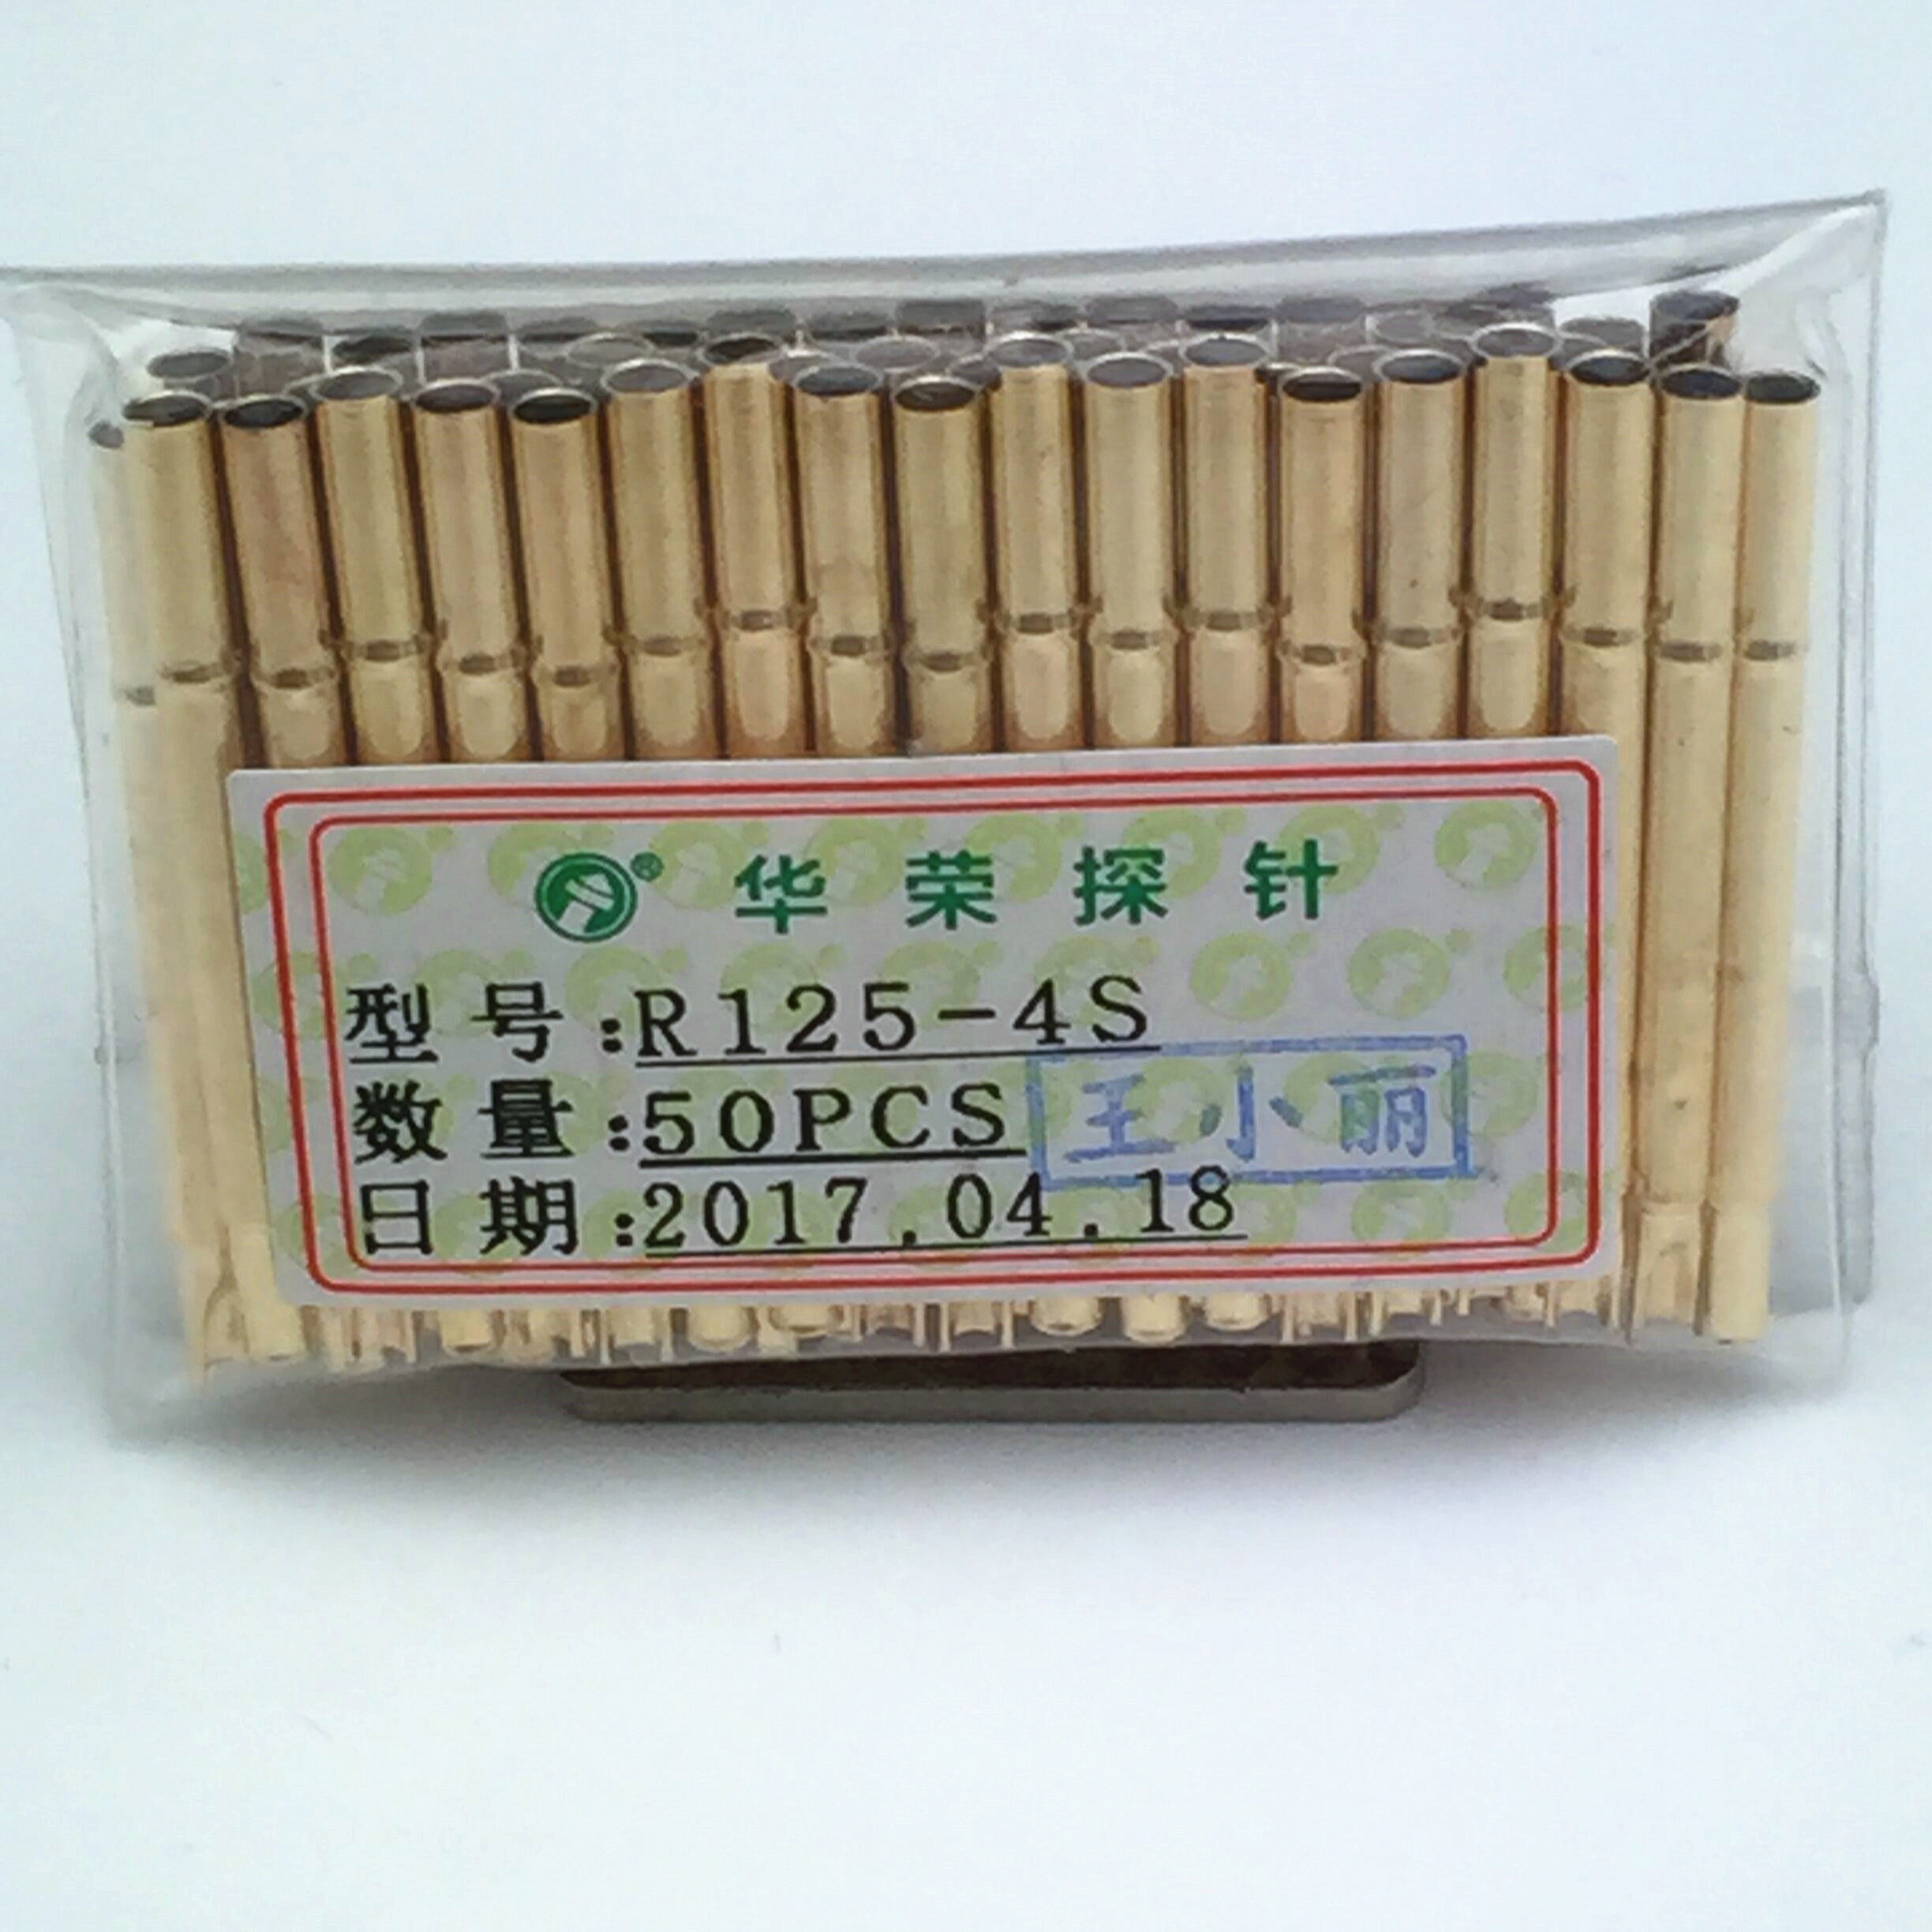 ® 华荣探针
型号:R125-4S
数量:50PCS
王小丽
日期:2017.04.18